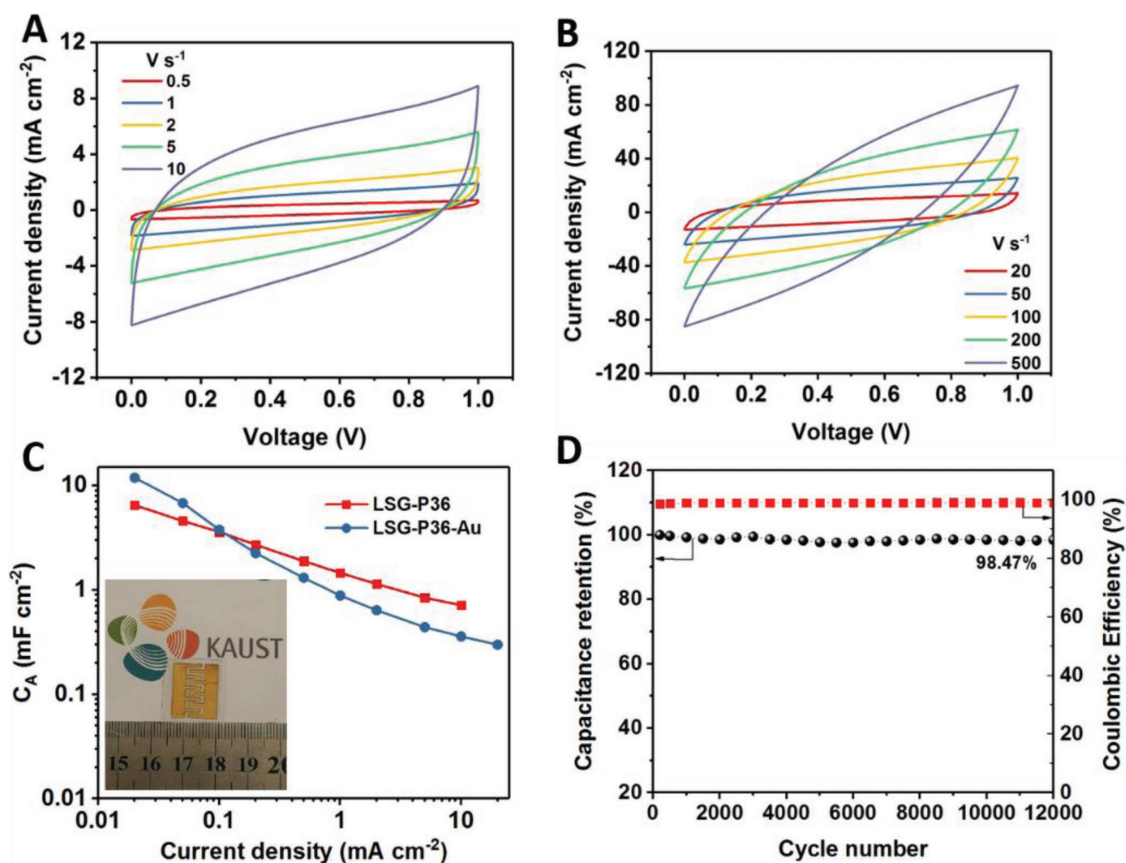 A
12
8
4
0
-4
-8
-12
V s⁻¹
0.5
1
2
5
10
0.0 0.2 0.4 0.6 0.8 1.0
Voltage (V)
Current density (mA cm⁻²)
B
120
80
40
0
-40
-80
-120
V s⁻¹
20
50
100
200
500
0.0 0.2 0.4 0.6 0.8 1.0
Voltage (V)
Current density (mA cm⁻²)
C
10
1
0.1
0.01
LSG-P36
LSG-P36-Au
KAUST
15 16 17 18 19 20
0.01 0.1 1 10
Current density (mA cm⁻²)
C_A (mF cm⁻²)
D
120
110
100
90
80
70
60
50
40
30
20
98.47%
100
80
60
40
20
0
0 2000 4000 6000 8000 10000 12000
Cycle number
Capacitance retention (%)
Coulombic Efficiency (%)